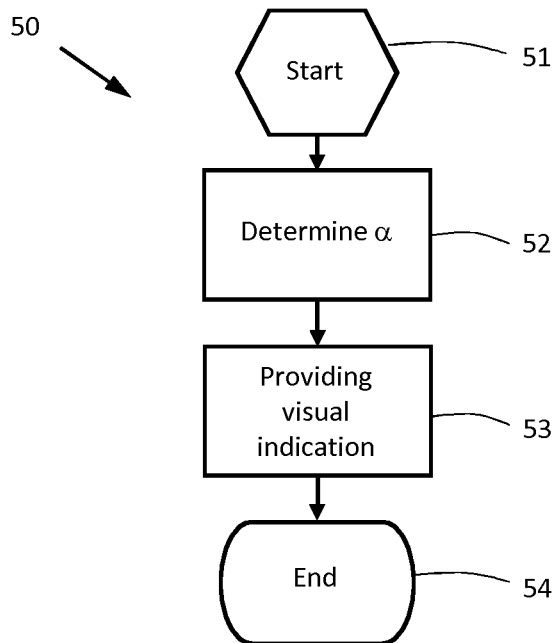 50
Start
51
Determine α
52
Providing
visual
indication
53
End
54